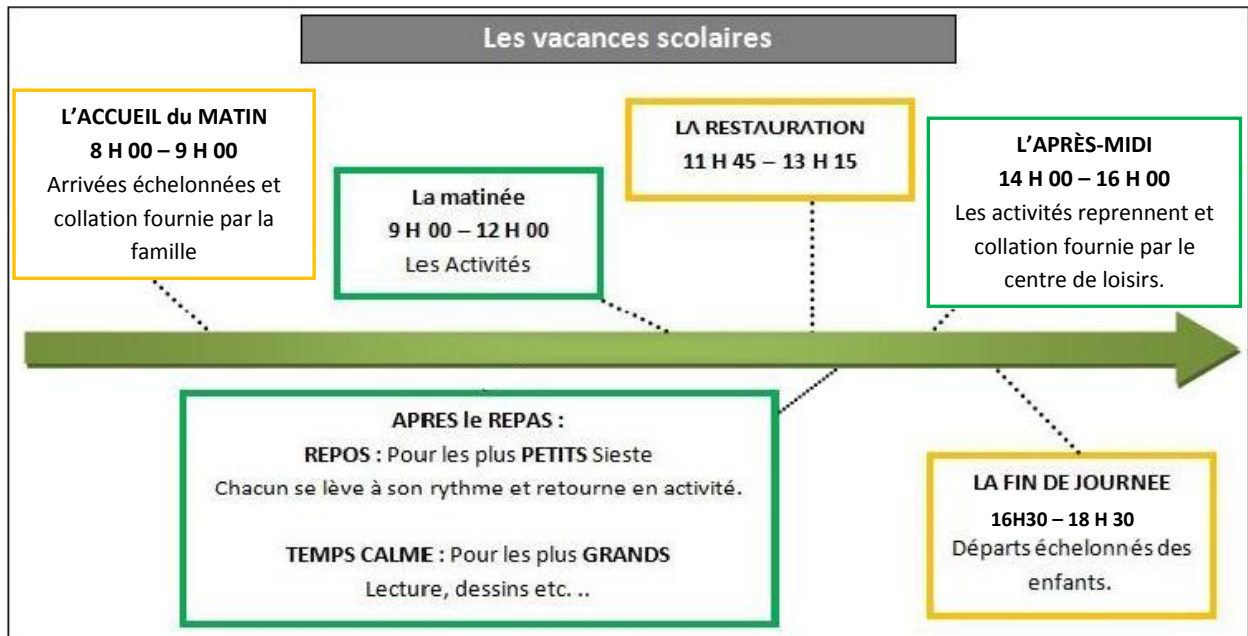 Les vacances scolaires
L'ACCUEIL du MATIN
8 H 00 – 9 H 00
Arrivées échelonnées et
collation fournie par la
famille
La matinée
9 H 00 – 12 H 00
Les Activités
LA RESTAURATION
11 H 45 – 13 H 15
L'APRÈS-MIDI
14 H 00 – 16 H 00
Les activités reprennent et
collation fournie par le
centre de loisirs.
APRES le REPAS :
REPOS : Pour les plus PETITS Sieste
Chacun se lève à son rythme et retourne en activité.
TEMPS CALME : Pour les plus GRANDS
Lecture, dessins etc. ..
LA FIN DE JOURNEE
16H30 – 18 H 30
Départs échelonnés des
enfants.